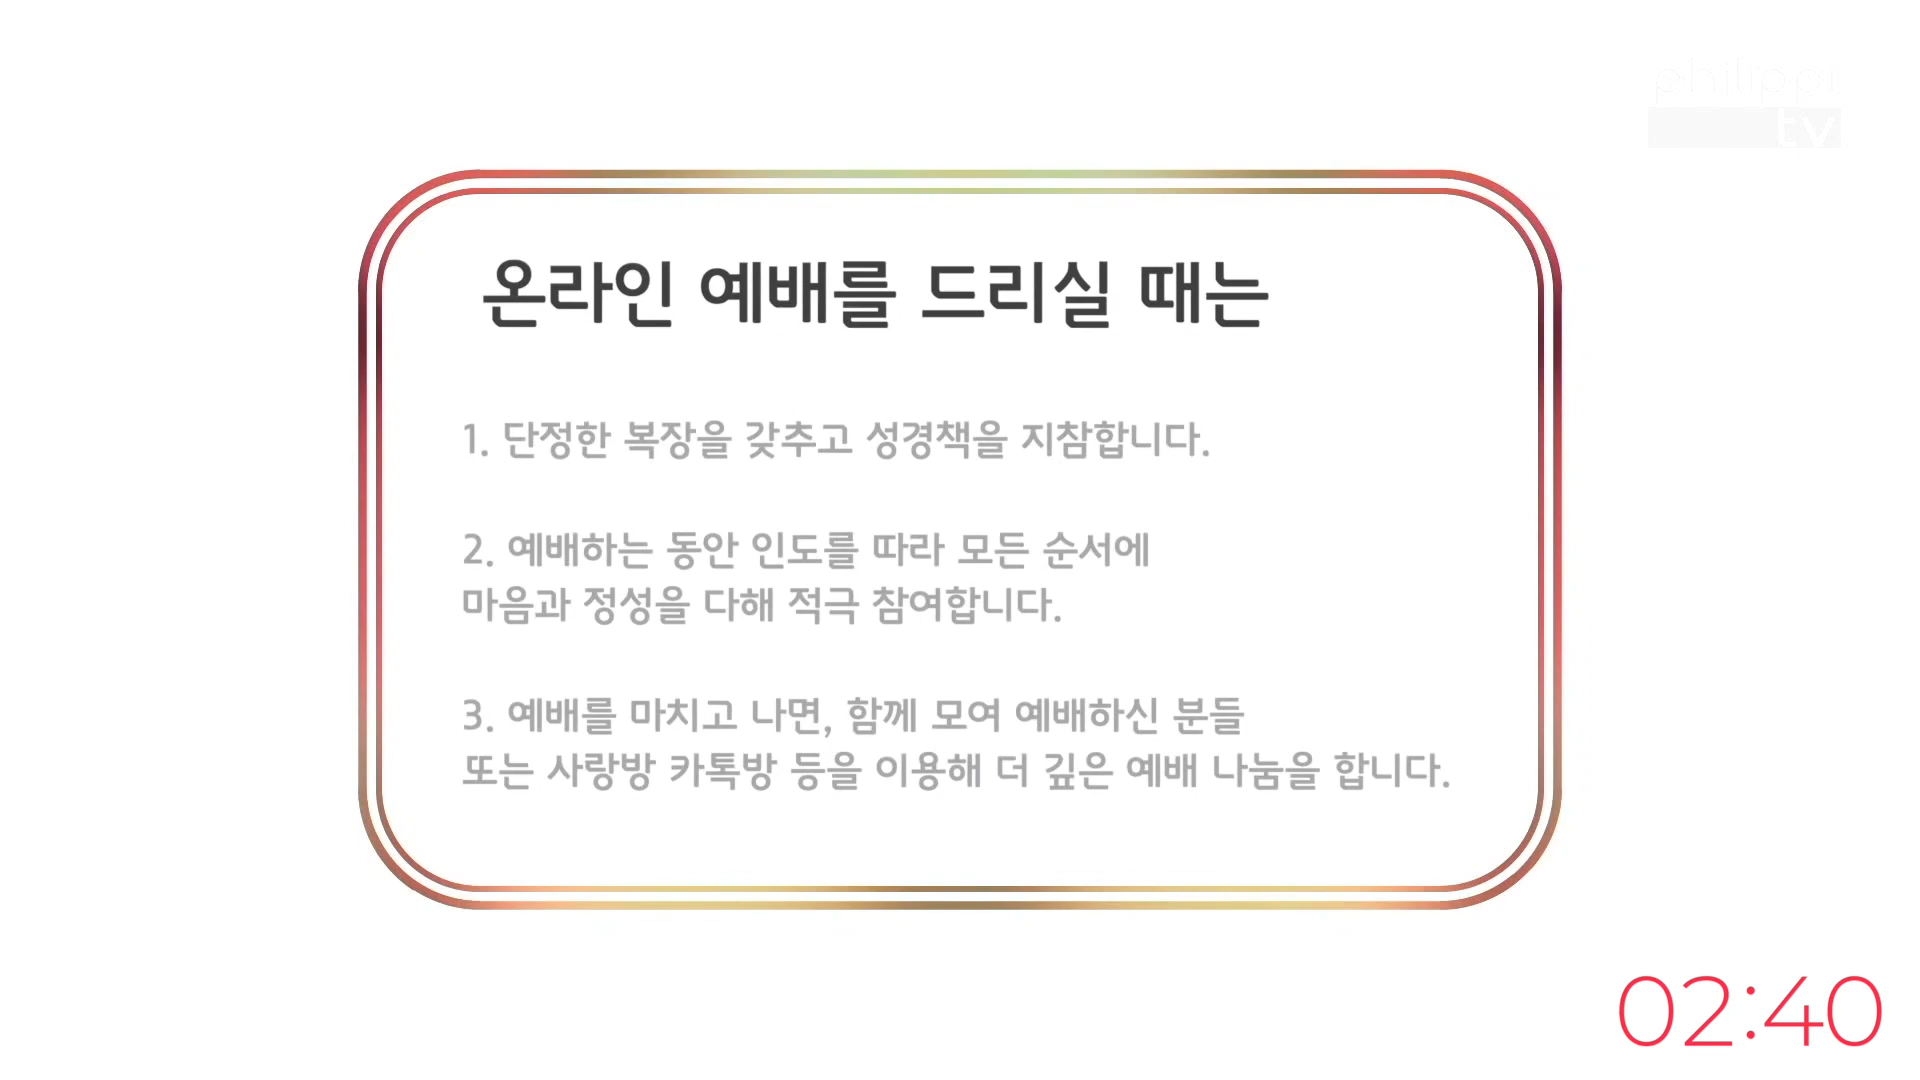 philippi
tv
온라인 예배를 드리실 때는
1. 단정한 복장을 갖추고 성경책을 지참합니다.
2. 예배하는 동안 인도를 따라 모든 순서에
마음과 정성을 다해 적극 참여합니다.
3. 예배를 마치고 나면, 함께 모여 예배하신 분들
또는 사랑방 카톡방 등을 이용해 더 깊은 예배 나눔을 합니다.
02:40